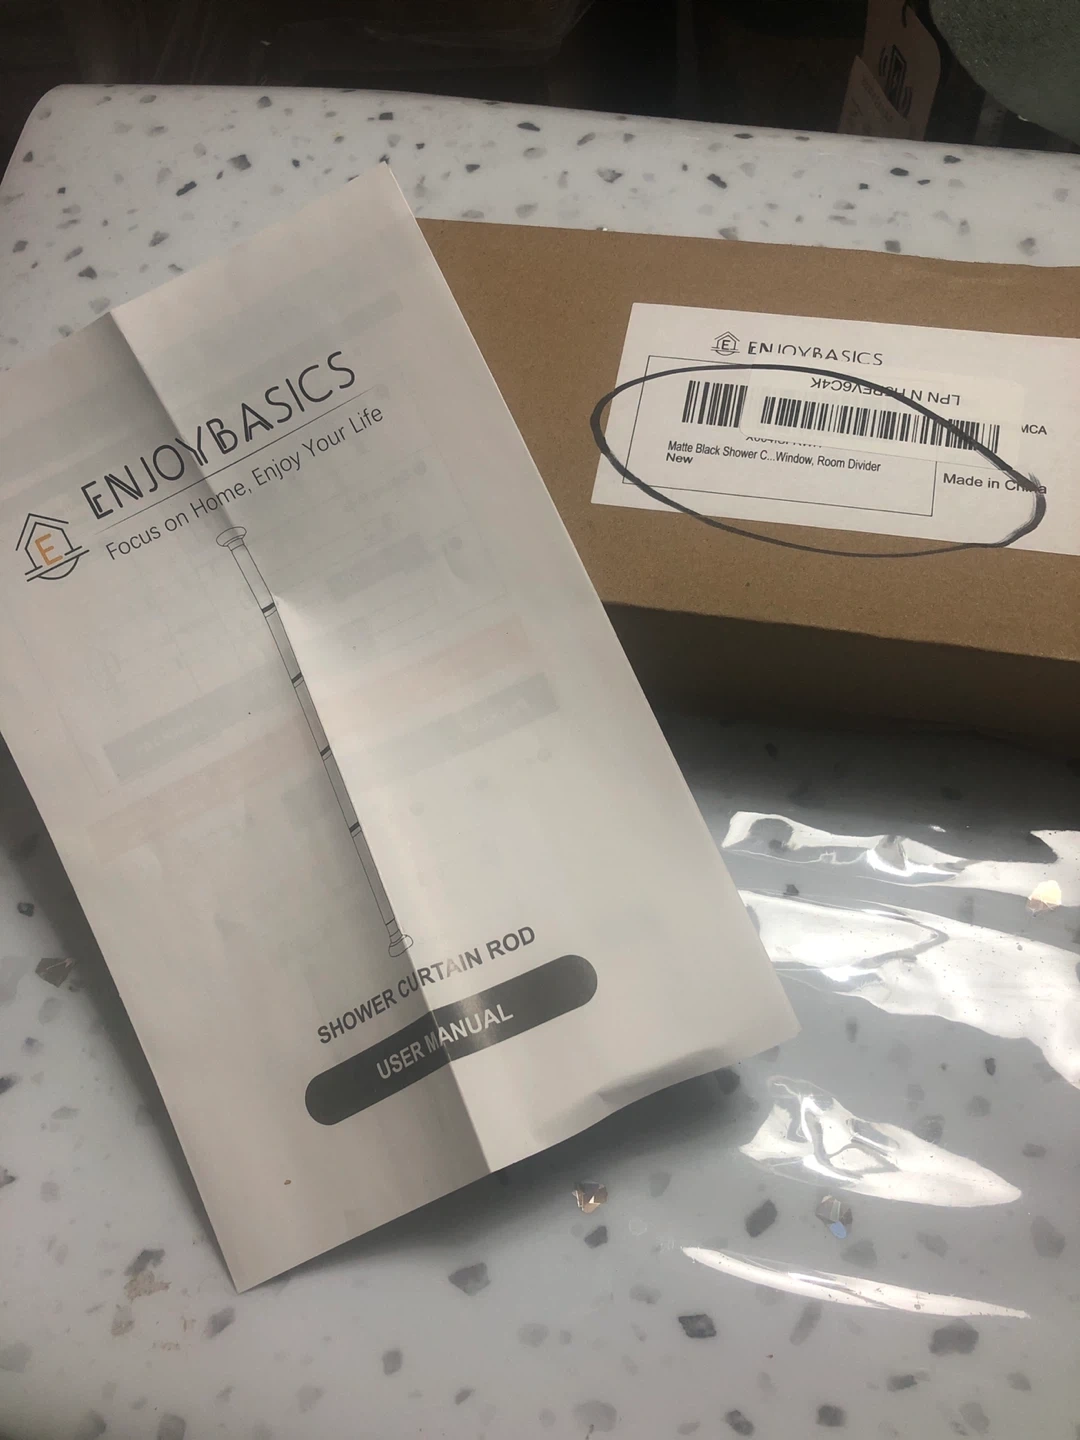 ENJOYBASICS
Focus on Home, Enjoy Your Life
E
SHOWER CURTAIN ROD
USER MANUAL
E
ENJOYBASICS
LPN
MCA
Matte Black Shower C...Window, Room Divider
New
Made in China